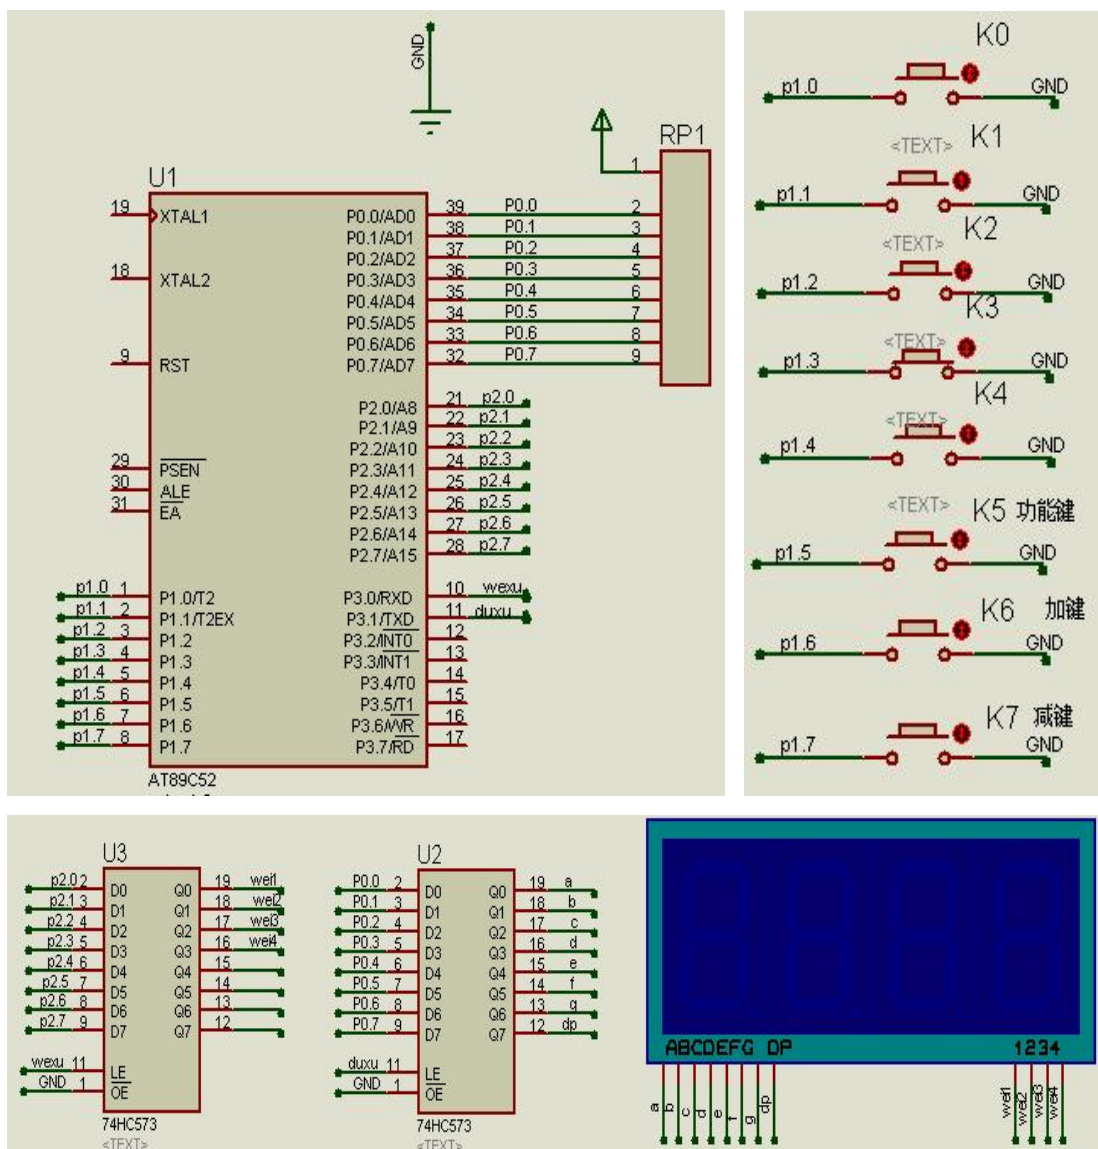 GND
RP1
1
U1
19 XTAL1 P0.0/AD0 39 P0.0 2
P0.1/AD1 38 P0.1 3
P0.2/AD2 37 P0.2 4
18 XTAL2 P0.3/AD3 36 P0.3 5
P0.4/AD4 35 P0.4 6
P0.5/AD5 34 P0.5 7
P0.6/AD6 33 P0.6 8
9 RST P0.7/AD7 32 P0.7 9
P2.0/A8 21 p2.0
P2.1/A9 22 p2.1
P2.2/A10 23 p2.2
29 PSEN P2.3/A11 24 p2.3
30 ALE P2.4/A12 25 p2.4
31 EA P2.5/A13 26 p2.5
P2.6/A14 27 p2.6
P2.7/A15 28 p2.7
p1.0 1 P1.0/T2 P3.0/RXD 10 wexu
p1.1 2 P1.1/T2EX P3.1/TXD 11 duxu
p1.2 3 P1.2 P3.2/INT0 12
p1.3 4 P1.3 P3.3/INT1 13
p1.4 5 P1.4 P3.4/T0 14
p1.5 6 P1.5 P3.5/T1 15
p1.6 7 P1.6 P3.6/WR 16
p1.7 8 P1.7 P3.7/RD 17
AT89C52
K0
p1.0 GND
<TEXT> K1
p1.1 GND
<TEXT> K2
p1.2 GND
<TEXT> K3
p1.3 GND
<TEXT> K4
p1.4 GND
<TEXT> K5 功能键
p1.5 GND
K6 加键
p1.6 GND
K7 减键
p1.7 GND
U3
p2.0 2 D0 Q0 19 wei1
p2.1 3 D1 Q1 18 wei2
p2.2 4 D2 Q2 17 wei3
p2.3 5 D3 Q3 16 wei4
p2.4 6 D4 Q4 15
p2.5 7 D5 Q5 14
p2.6 8 D6 Q6 13
p2.7 9 D7 Q7 12
wexu 11 LE
GND 1 OE
74HC573
<TEXT>
U2
P0.0 2 D0 Q0 19 a
P0.1 3 D1 Q1 18 b
P0.2 4 D2 Q2 17 c
P0.3 5 D3 Q3 16 d
P0.4 6 D4 Q4 15 e
P0.5 7 D5 Q5 14 f
P0.6 8 D6 Q6 13 g
P0.7 9 D7 Q7 12 dp
duxu 11 LE
GND 1 OE
74HC573
<TEXT>
ABCDEFG DP 1234
a b c d e f g dp wei1 wei2 wei3 wei4